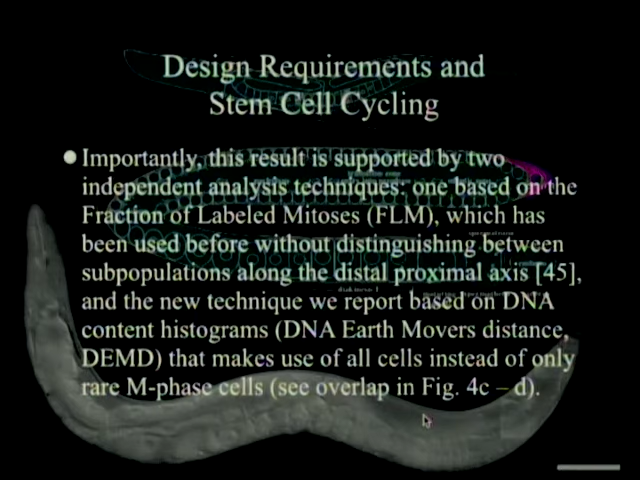 Design Requirements and
Stem Cell Cycling
Importantly, this result is supported by two
independent analysis techniques: one based on the
Fraction of Labeled Mitoses (FLM), which has
been used before without distinguishing between
subpopulations along the distal proximal axis [45],
and the new technique we report based on DNA
content histograms (DNA Earth Movers distance,
DEMD) that makes use of all cells instead of only
rare M-phase cells (see overlap in Fig. 4c – d).